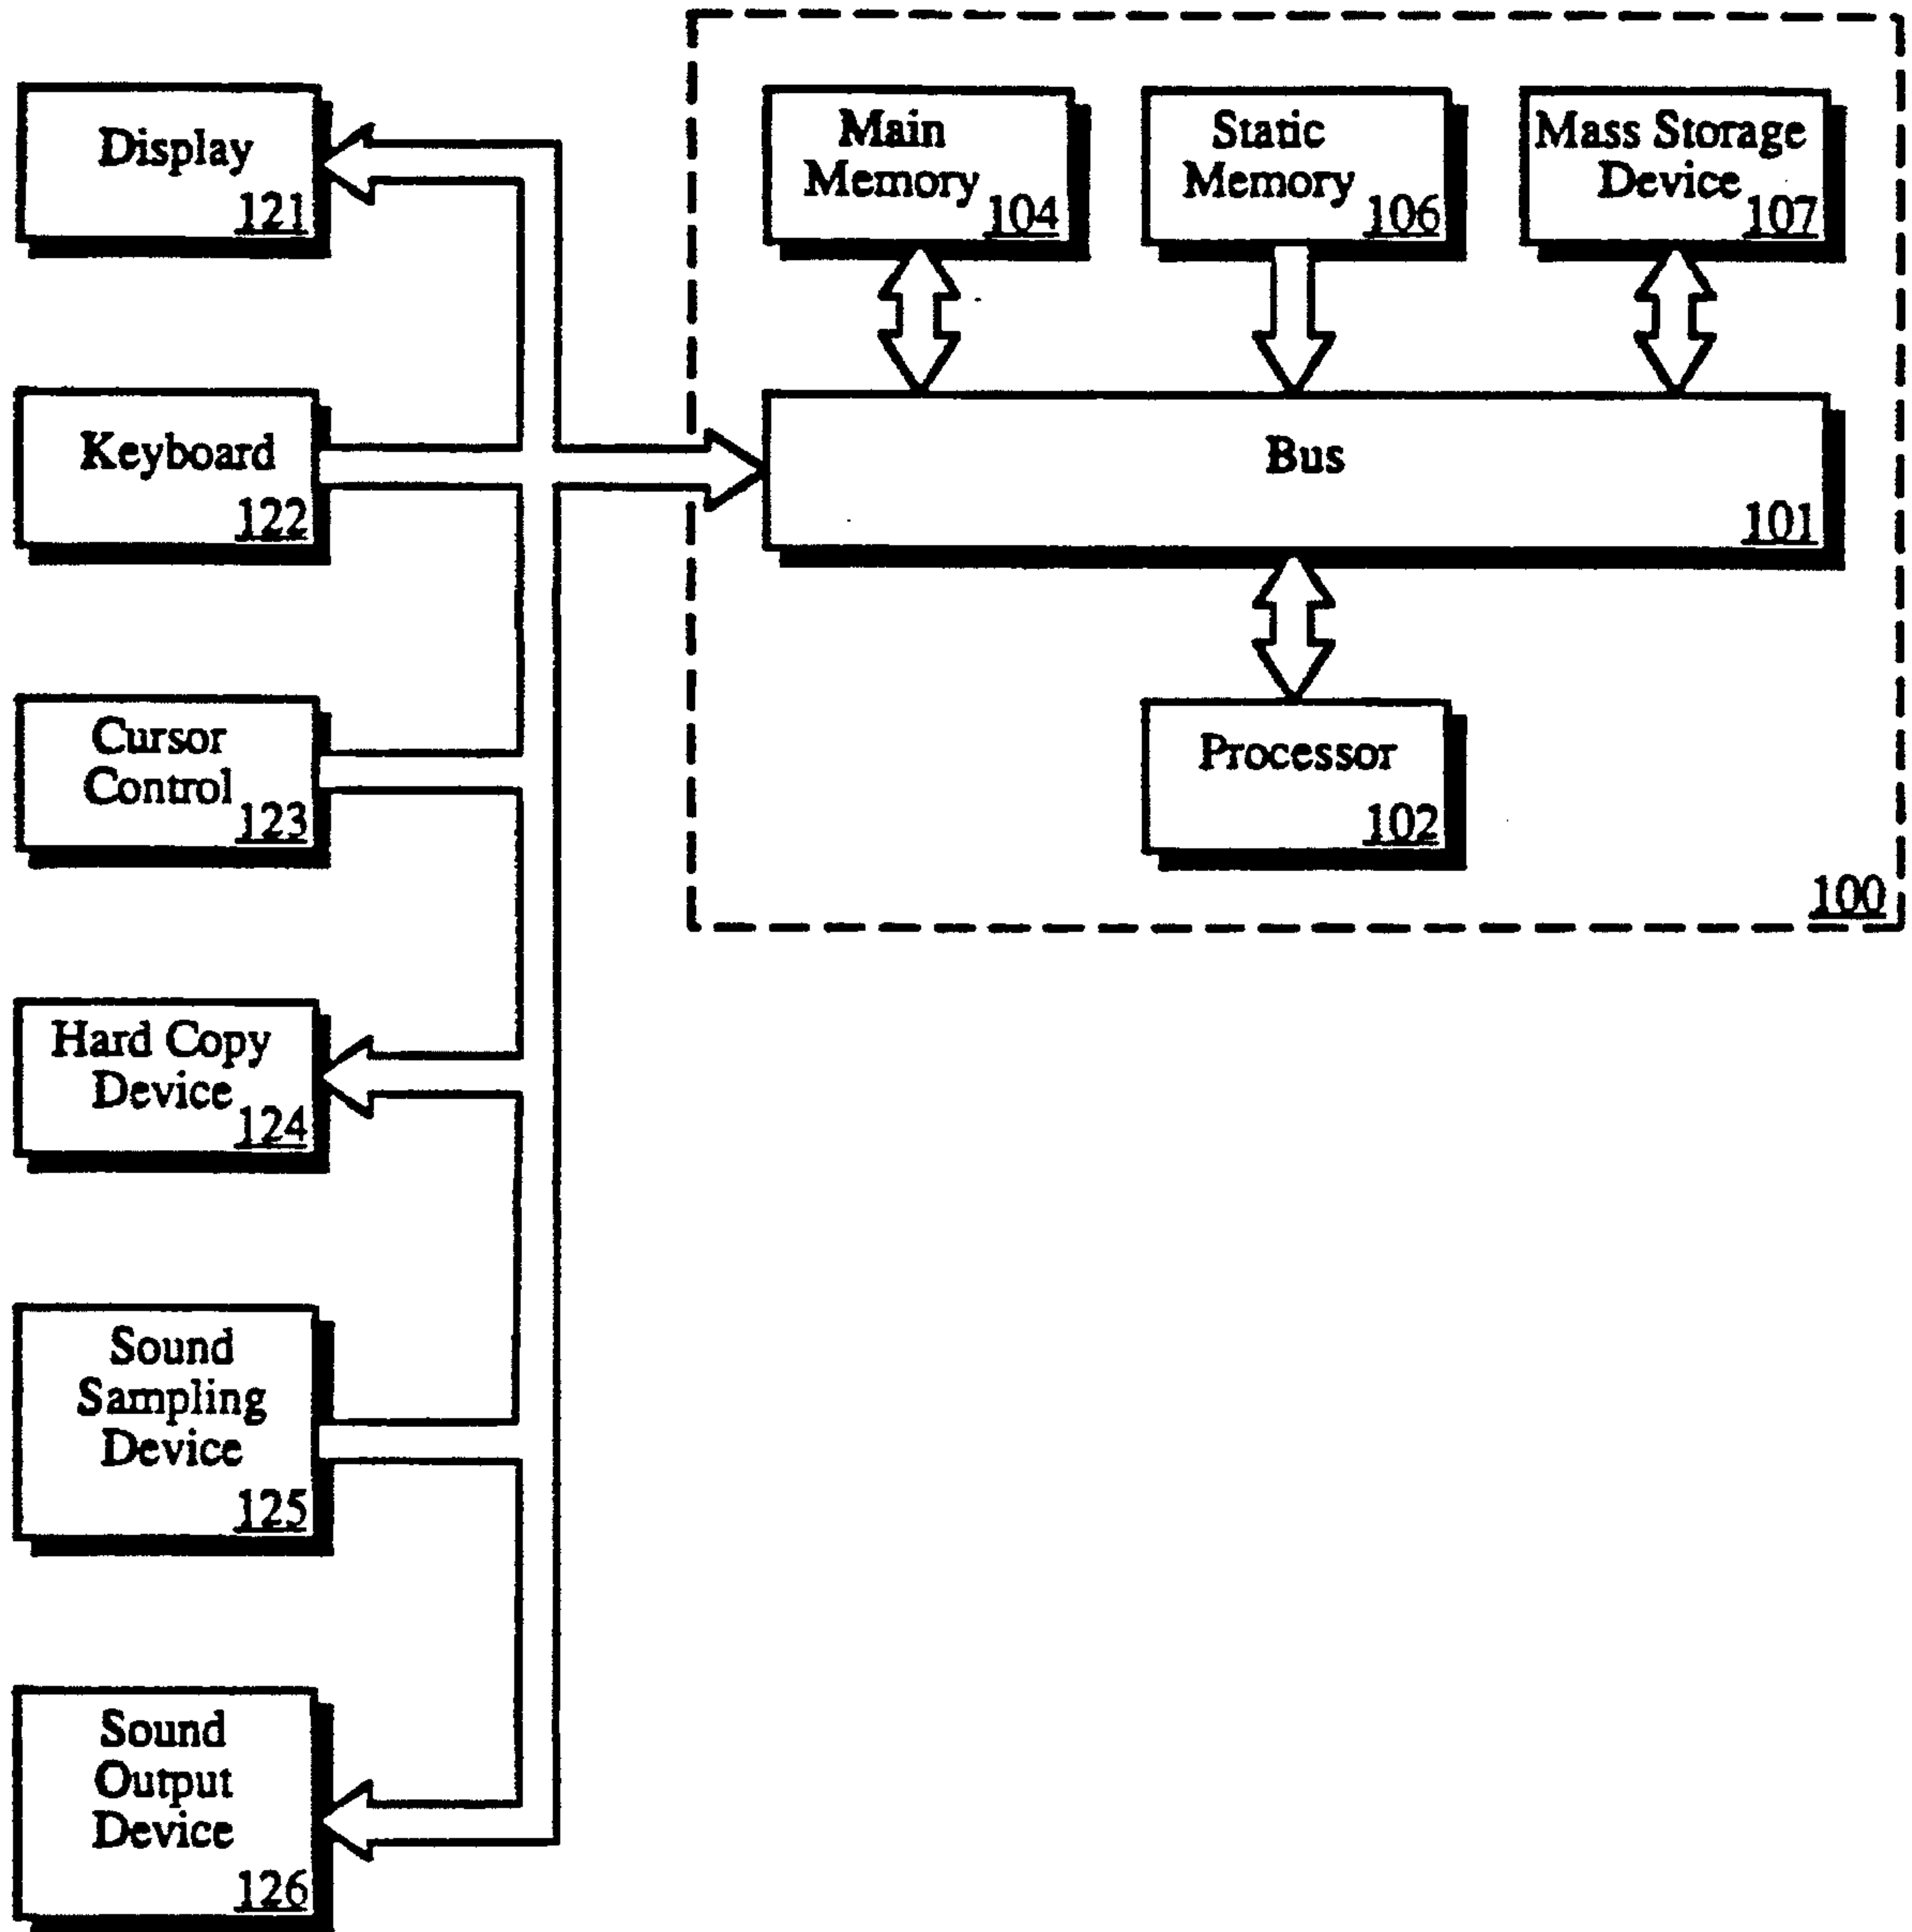 Display
121
Keyboard
122
Cursor
Control
123
Hard Copy
Device
124
Sound
Sampling
Device
125
Sound
Output
Device
126
Main
Memory
104
Static
Memory
106
Mass Storage
Device
107
Bus
101
Processor
102
100